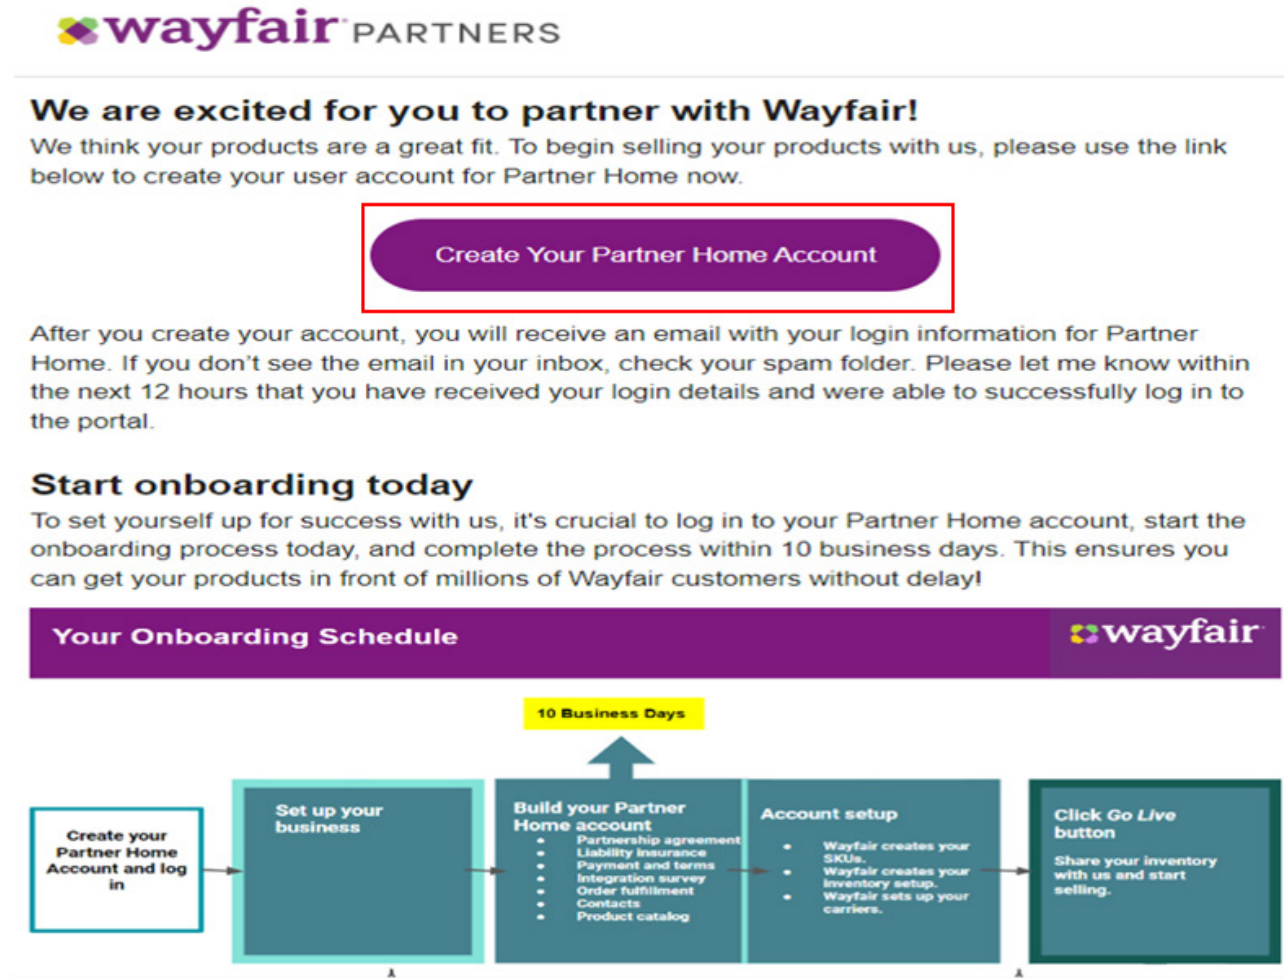 wayfair PARTNERS
We are excited for you to partner with Wayfair!
We think your products are a great fit. To begin selling your products with us, please use the link
below to create your user account for Partner Home now.
Create Your Partner Home Account
After you create your account, you will receive an email with your login information for Partner
Home. If you don't see the email in your inbox, check your spam folder. Please let me know within
the next 12 hours that you have received your login details and were able to successfully log in to
the portal.
Start onboarding today
To set yourself up for success with us, it's crucial to log in to your Partner Home account, start the
onboarding process today, and complete the process within 10 business days. This ensures you
can get your products in front of millions of Wayfair customers without delay!
Your Onboarding Schedule
wayfair
10 Business Days
Create your
Partner Home
Account and log
in
Set up your
business
Build your Partner
Home account
• Partnership agreement
• Liability insurance
• Payment and terms
• Integration survey
• Order fulfillment
• Contacts
• Product catalog
Account setup
• Wayfair creates your
SKUs.
• Wayfair creates your
inventory setup.
• Wayfair sets up your
carriers.
Click Go Live
button
Share your inventory
with us and start
selling.